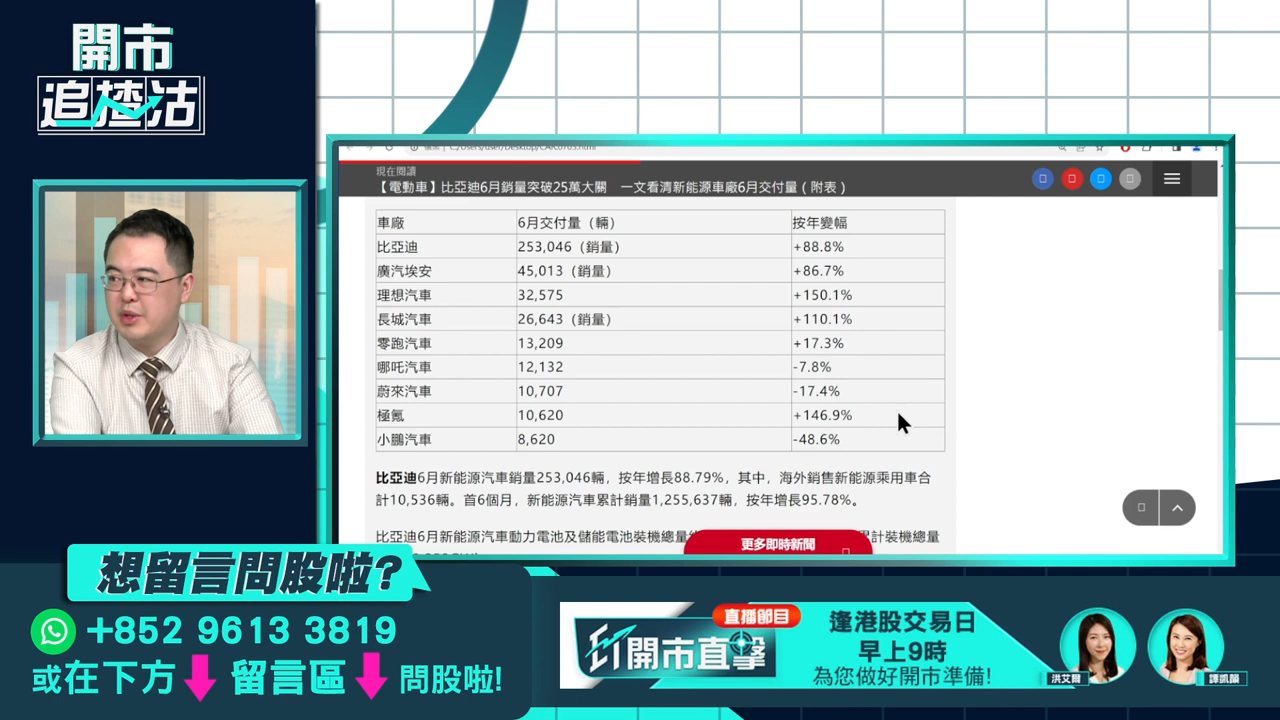 開市
追揸沽
現在閱讀
【電動車】比亞迪6月銷量突破25萬大關　一文看清新能源車廠6月交付量（附表）
車廠 6月交付量（輛） 按年變幅
比亞迪 253,046（銷量） +88.8%
廣汽埃安 45,013（銷量） +86.7%
理想汽車 32,575 +150.1%
長城汽車 26,643（銷量） +110.1%
零跑汽車 13,209 +17.3%
哪吒汽車 12,132 -7.8%
蔚來汽車 10,707 -17.4%
極氪 10,620 +146.9%
小鵬汽車 8,620 -48.6%
比亞迪6月新能源汽車銷量253,046輛，按年增長88.79%，其中，海外銷售新能源乘用車合
計10,536輛。首6個月，新能源汽車累計銷量1,255,637輛，按年增長95.78%。
比亞迪6月新能源汽車動力電池及儲能電池裝機總量 累計裝機總量
更多即時新聞
想留言問股啦?
+852 9613 3819
或在下方 留言區 問股啦!
直播節目
ET開市直擊
逢港股交易日
早上9時
為您做好開市準備!
洪艾爾
譚凱韻